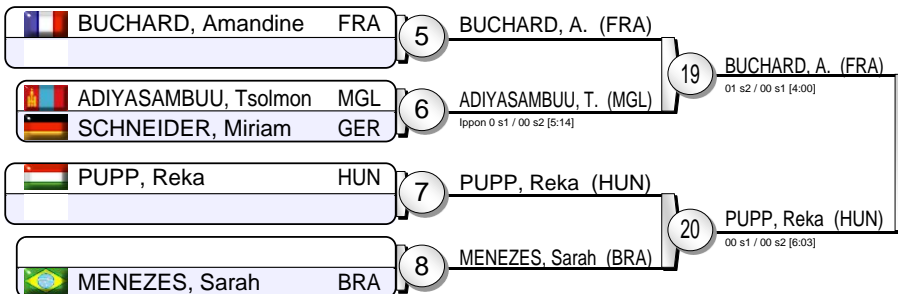 BUCHARD, Amandine FRA
5
BUCHARD, A. (FRA)
19
BUCHARD, A. (FRA)
01 s2 / 00 s1 [4:00]
ADIYASAMBUU, Tsolmon MGL
SCHNEIDER, Miriam GER
6
ADIYASAMBUU, T. (MGL)
Ippon 0 s1 / 00 s2 [5:14]
PUPP, Reka HUN
7
PUPP, Reka (HUN)
20
PUPP, Reka (HUN)
00 s1 / 00 s2 [6:03]
MENEZES, Sarah BRA
8
MENEZES, Sarah (BRA)